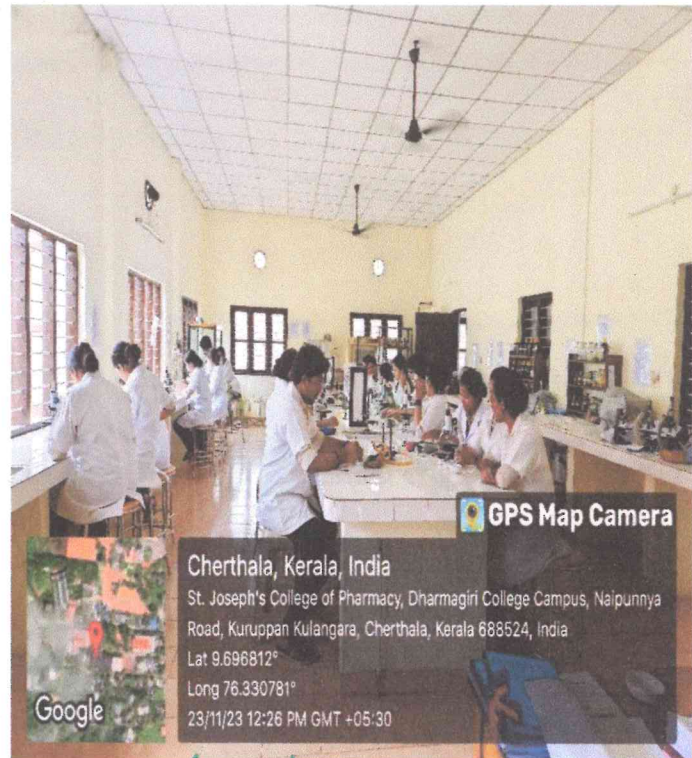 GPS Map Camera
Cherthala, Kerala, India
St. Joseph's College of Pharmacy, Dharmagiri College Campus, Naipunnya
Road, Kuruppan Kulangara, Cherthala, Kerala 688524, India
Lat 9.696812°
Long 76.330781°
23/11/23 12:26 PM GMT +05:30
Google